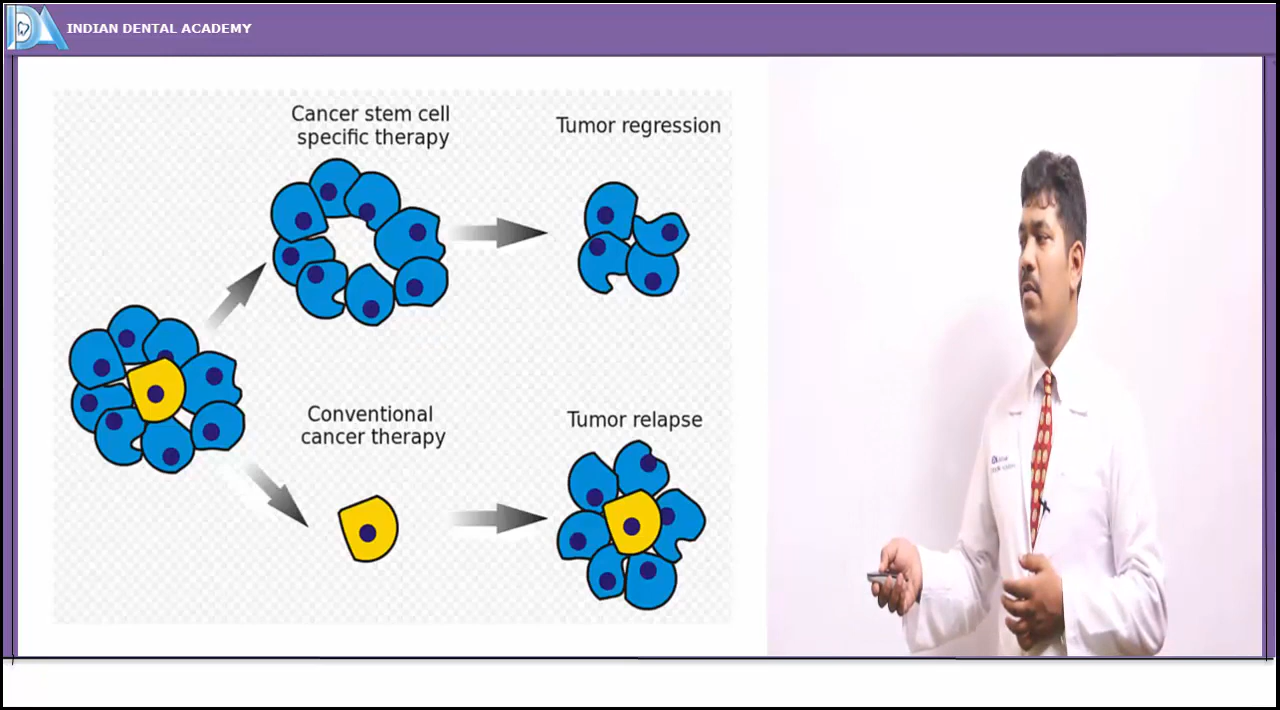 INDIAN DENTAL ACADEMY
Cancer stem cell
specific therapy
Tumor regression
Conventional
cancer therapy
Tumor relapse